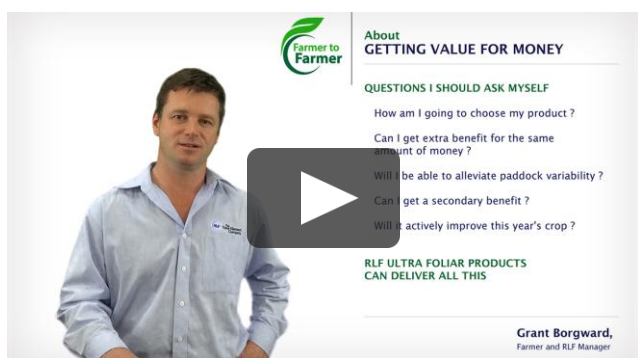 Farmer to
Farmer
About
GETTING VALUE FOR MONEY
QUESTIONS I SHOULD ASK MYSELF
How am I going to choose my product ?
Can I get extra benefit for the same
amount of money ?
Will I be able to alleviate paddock variability ?
Can I get a secondary benefit ?
Will it actively improve this year's crop ?
RLF ULTRA FOLIAR PRODUCTS
CAN DELIVER ALL THIS
Grant Borgward,
Farmer and RLF Manager